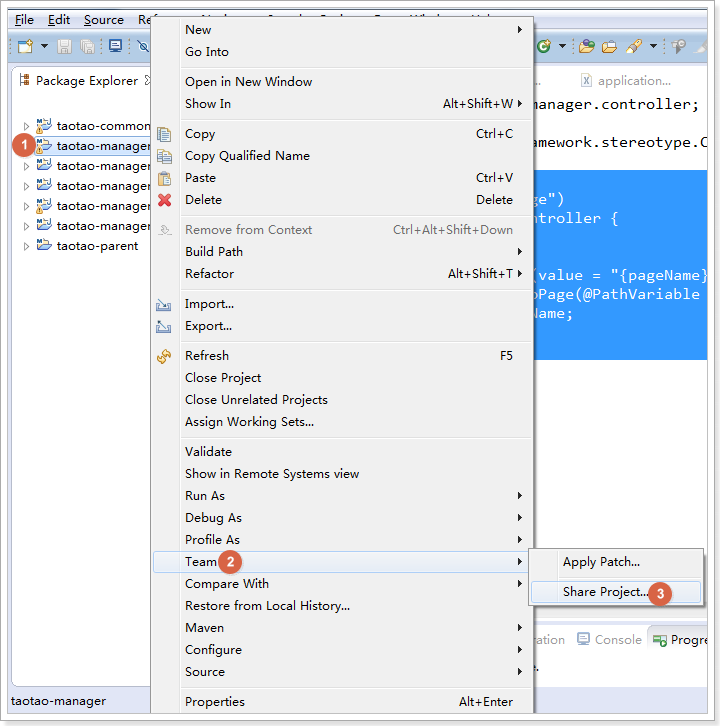 File Edit Source
Package Explorer
taotao-common
1 taotao-manager
taotao-manager
taotao-manager
taotao-manager
taotao-manager
taotao-parent
New
Go Into
Open in New Window
Show In Alt+Shift+W
Copy Ctrl+C
Copy Qualified Name
Paste Ctrl+V
Delete Delete
Remove from Context Ctrl+Alt+Shift+Down
Build Path
Refactor Alt+Shift+T
Import...
Export...
Refresh F5
Close Project
Close Unrelated Projects
Assign Working Sets...
Validate
Show in Remote Systems view
Run As
Debug As
Profile As
Team 2
Compare With
Restore from Local History...
Maven
Configure
Source
Properties Alt+Enter
Apply Patch...
Share Project... 3
application...
manager.controller;
amework.stereotype.C
ge")
ntroller {
(value = "{pageName}
oPage(@PathVariable
Name;
Console Progre
taotao-manager